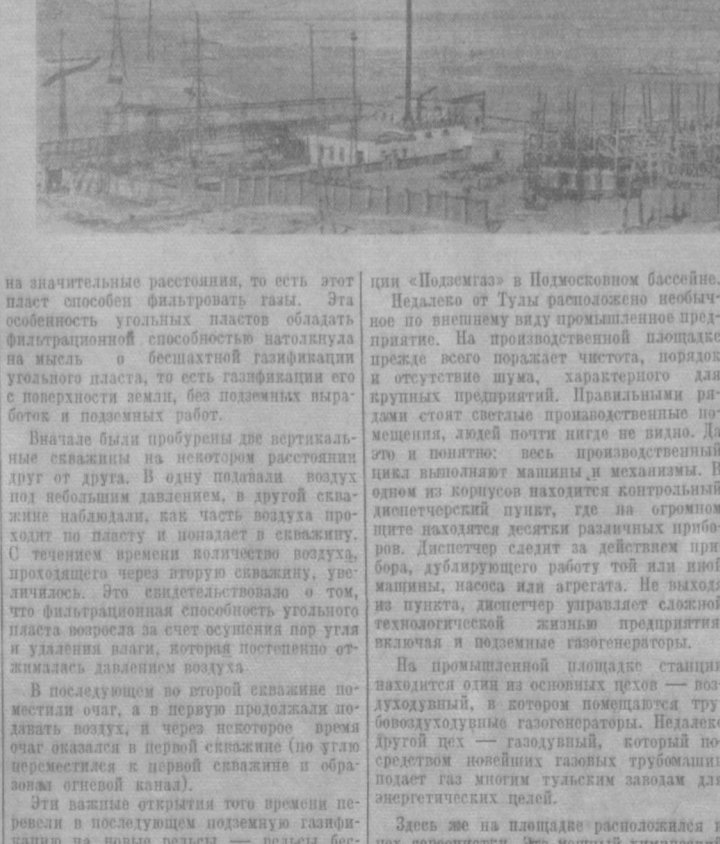 на значительные расстояния, то есть этот
пласт способен фильтровать газы. Эта
особенность угольных пластов обладать
фильтрационной способностью натолкнула
на мысль о бесшахтной газификации
угольного пласта, то есть газификации его
с поверхности земли, без подземных выра-
боток и подземных работ.
Вначале были пробурены две вертикаль-
ные скважины на некотором расстоянии
друг от друга. В одну подавали воздух
под небольшим давлением, в другой сква-
жине наблюдали, как часть воздуха про-
ходит по пласту и попадает в скважину.
С течением времени количество воздуха,
проходящего через вторую скважину, уве-
личилось. Это свидетельствовало о том,
что фильтрационная способность угольного
пласта возросла за счет осушения пор угля
и удаления влаги, которая постепенно от-
жималась давлением воздуха.
В последующем во второй скважине по-
местили очаг, а в первую продолжали по-
давать воздух, и через некоторое время
очаг оказался в первой скважине (по углю
переместился к первой скважине и обра-
зовал огневой канал).
Эти важные открытия того времени пе-
ревели в последующем подземную газифи-
кацию на новые рельсы — рельсы бес-
ции «Подземгаз» в Подмосковном бассейне.
Недалеко от Тулы расположено необыч-
ное по внешнему виду промышленное пред-
приятие. На производственной площадке
прежде всего поражает чистота, порядок
и отсутствие шума, характерного для
крупных предприятий. Правильными ря-
дами стоят светлые производственные по-
мещения, людей почти нигде не видно. Да
это и понятно: весь производственный
цикл выполняют машины и механизмы. В
одном из корпусов находится контрольный
диспетчерский пункт, где на огромном
щите находятся десятки различных прибо-
ров. Диспетчер следит за действием при-
бора, дублирующего работу той или иной
машины, насоса или агрегата. Не выходя
из пункта, диспетчер управляет сложной
технологической жизнью предприятия
включая и подземные газогенераторы.
На промышленной площадке станции
находится один из основных цехов — воз-
духодувный, в котором помещаются тру-
бовоздуходувные газогенераторы. Недалеко
другой цех — газодувный, который по-
средством новейших газовых трубомашин
подает газ многим тульским заводам для
энергетических целей.
Здесь же на площадке расположился и
цех